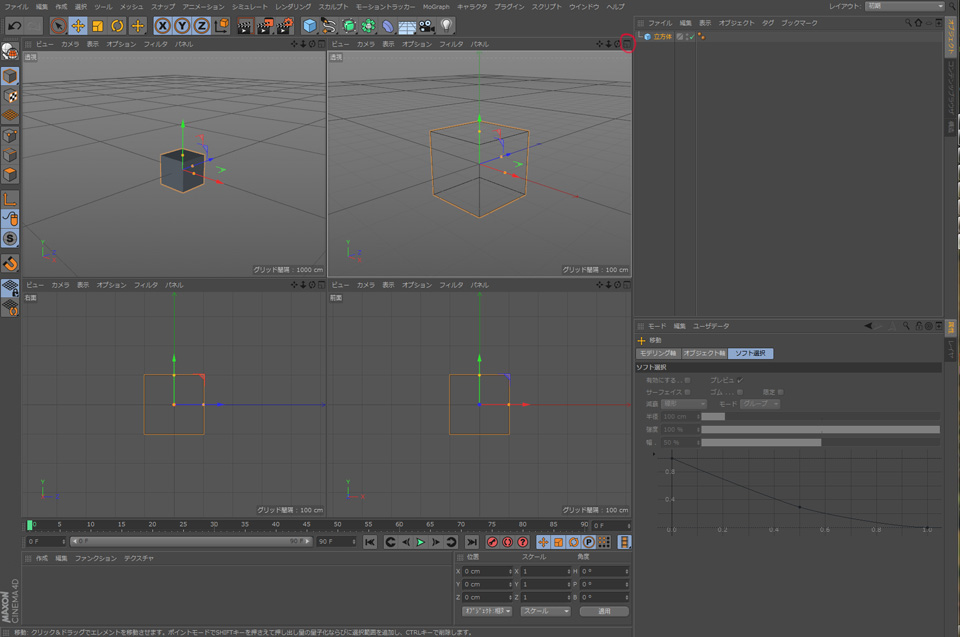 ファイル 編集 作成 選択 ツール メッシュ スナップ アニメーション シミュレート レンダリング スカルプト モーショントラッカー MoGraph キャラクタ プラグイン スクリプト ウインドウ ヘルプ
レイアウト: 初期
X Y Z
ファイル 編集 表示 オブジェクト タグ ブックマーク
立方体
ビュー カメラ 表示 オプション フィルタ パネル
透視
グリッド間隔 : 1000 cm
ビュー カメラ 表示 オプション フィルタ パネル
透視
グリッド間隔 : 100 cm
ビュー カメラ 表示 オプション フィルタ パネル
右面
グリッド間隔 : 100 cm
ビュー カメラ 表示 オプション フィルタ パネル
前面
グリッド間隔 : 100 cm
モード 編集 ユーザデータ
移動
モデリング軸 オブジェクト軸 ソフト選択
ソフト選択
有効にする... プレビュー ✓
サーフェイス ゴム... 限定
減衰 モード グループ
半径 100 cm
強度 100 %
幅. 50 %
0.8
0.4
0.0 0.2 0.4 0.6 0.8 1.0
0 5 10 15 20 25 30 35 40 45 50 55 60 65 70 75 80 85 90 0 F
0 F 0 F 90 F 90 F
作成 編集 ファンクション テクスチャ
位置 スケール 角度
X 0 cm X 1 H 0 °
Y 0 cm Y 1 P 0 °
Z 0 cm Z 1 B 0 °
オブジェクト 相対 スケール 適用
MAXON
CINEMA4D
移動: クリック＆ドラッグでエレメントを移動させます。ポイントモードでSHIFTキーを押さえて押し出し量の量子化ならびに選択範囲を追加し、CTRLキーで削除します。